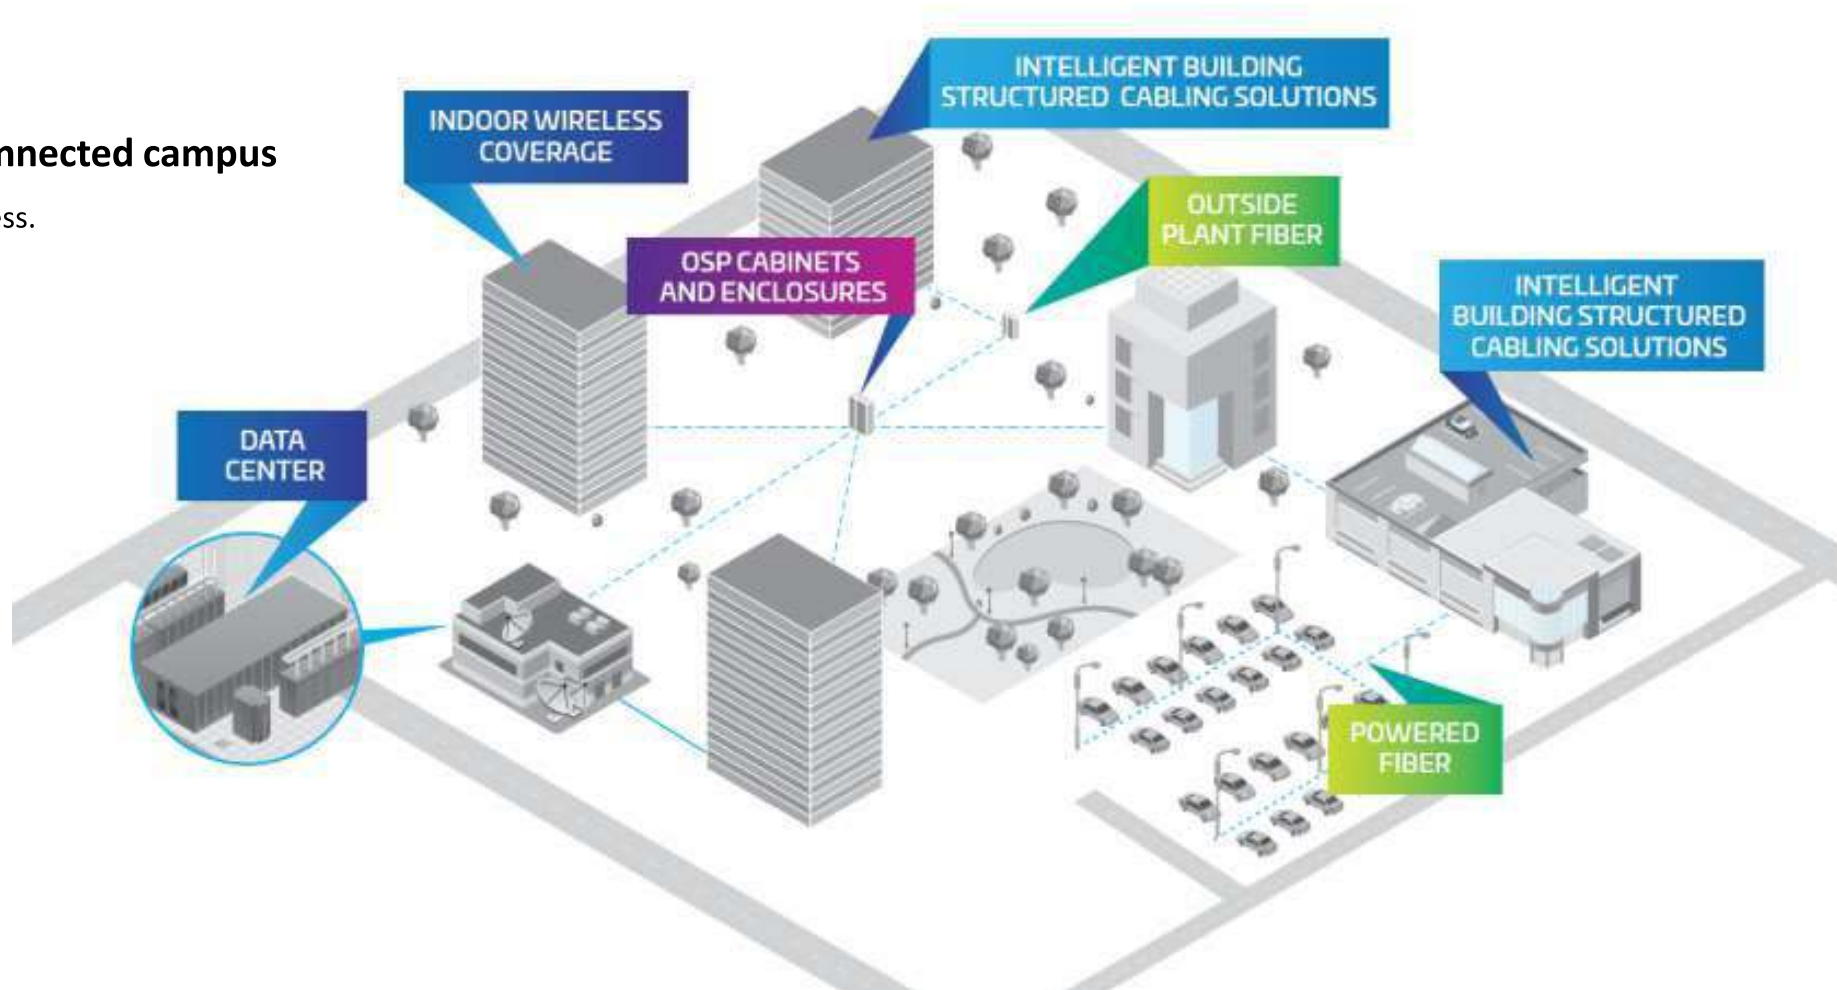 nnected campus
ess.
INTELLIGENT BUILDING
STRUCTURED CABLING SOLUTIONS
INDOOR WIRELESS
COVERAGE
OUTSIDE
PLANT FIBER
OSP CABINETS
AND ENCLOSURES
INTELLIGENT
BUILDING STRUCTURED
CABLING SOLUTIONS
DATA
CENTER
POWERED
FIBER